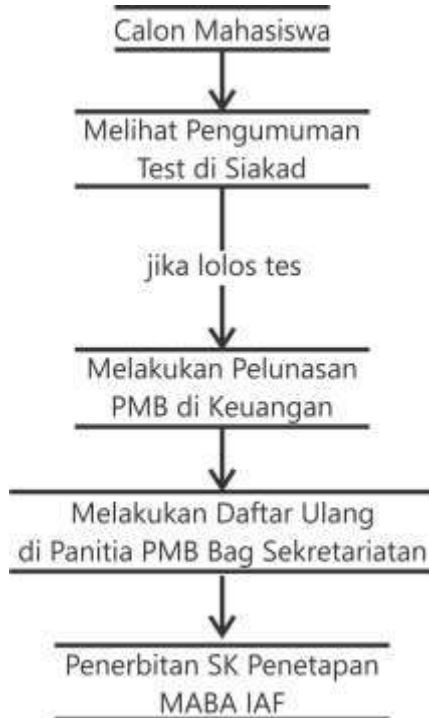 Calon Mahasiswa
Melihat Pengumuman
Test di Siakad
jika lolos tes
Melakukan Pelunasan
PMB di Keuangan
Melakukan Daftar Ulang
di Panitia PMB Bag Sekretariatan
Penerbitan SK Penetapan
MABA IAF